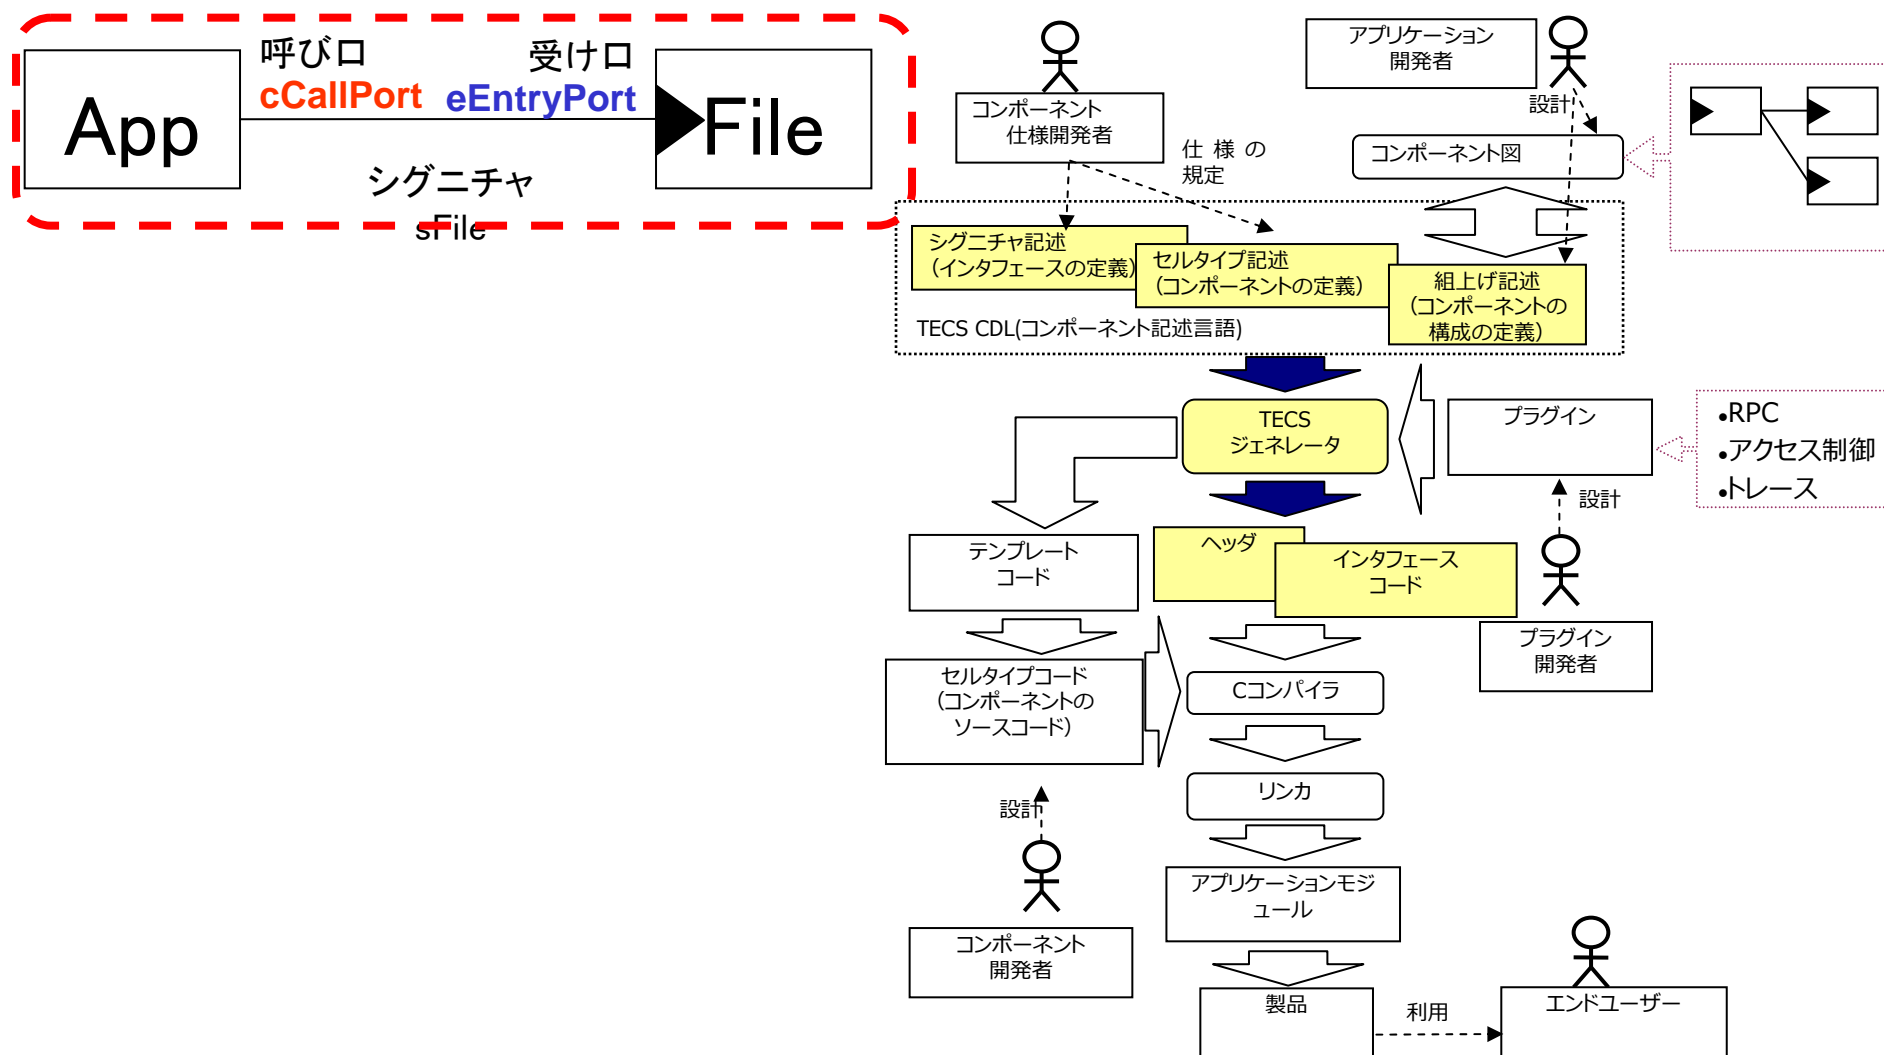 呼び口
受け口
cCallPort
eEntryPort
App
File
シグニチャ
sFile
コンポーネント
仕様開発者
アプリケーション
開発者
設計
仕 様 の
規定
コンポーネント図
シグニチャ記述
(インタフェースの定義)
セルタイプ記述
(コンポーネントの定義)
組上げ記述
(コンポーネントの
構成の定義)
TECS CDL(コンポーネント記述言語)
TECS
ジェネレータ
プラグイン
•RPC
•アクセス制御
•トレース
設計
テンプレート
コード
ヘッダ
インタフェース
コード
プラグイン
開発者
セルタイプコード
(コンポーネントの
ソースコード)
Cコンパイラ
リンカ
設計
アプリケーションモジ
ュール
コンポーネント
開発者
製品
利用
エンドユーザー